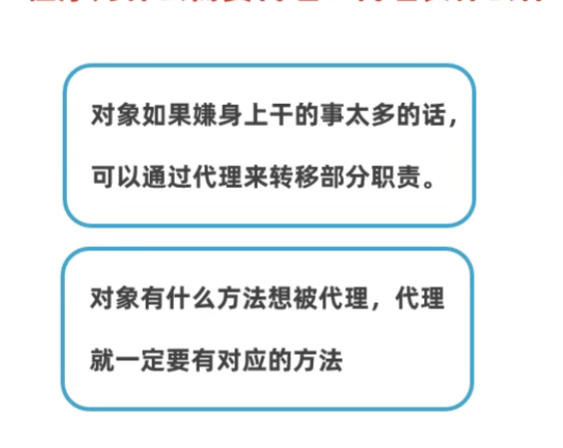 对象如果嫌身上干的事太多的话，
可以通过代理来转移部分职责。
对象有什么方法想被代理，代理
就一定要有对应的方法